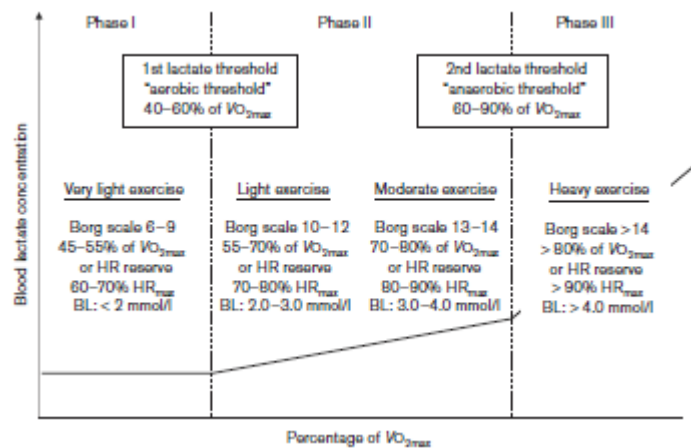 Phase I
Phase II
Phase III
1st lactate threshold
"aerobic threshold"
40–60% of VO2max
2nd lactate threshold
"anaerobic threshold"
60–90% of VO2max
Blood lactate concentration
Very light exercise
Borg scale 6–9
45–55% of VO2max
or HR reserve
60–70% HRmax
BL: < 2 mmol/l
Light exercise
Borg scale 10–12
55–70% of VO2max
or HR reserve
70–80% HRmax
BL: 2.0–3.0 mmol/l
Moderate exercise
Borg scale 13–14
70–80% of VO2max
or HR reserve
80–90% HRmax
BL: 3.0–4.0 mmol/l
Heavy exercise
Borg scale >14
> 80% of VO2max
or HR reserve
> 90% HRmax
BL: > 4.0 mmol/l
Percentage of VO2max